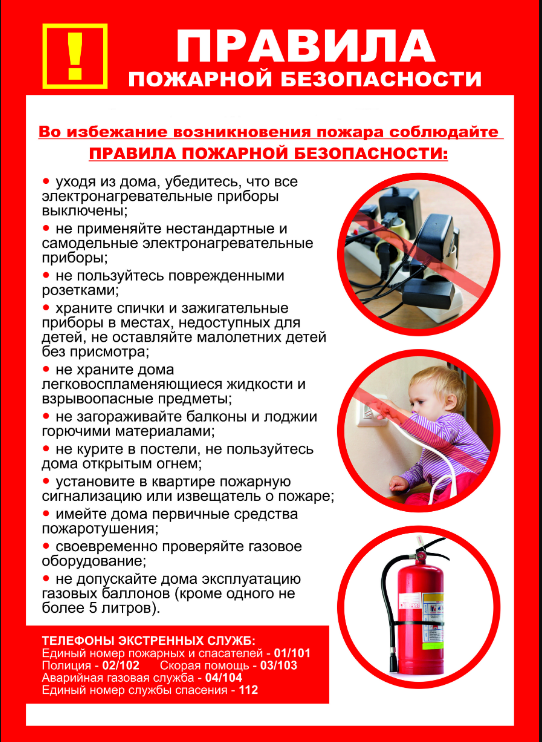 !
ПРАВИЛА
ПОЖАРНОЙ БЕЗОПАСНОСТИ
Во избежание возникновения пожара соблюдайте
ПРАВИЛА ПОЖАРНОЙ БЕЗОПАСНОСТИ:
• уходя из дома, убедитесь, что все
электронагревательные приборы
выключены;
• не применяйте нестандартные и
самодельные электронагревательные
приборы;
• не пользуйтесь поврежденными
розетками;
• храните спички и зажигательные
приборы в местах, недоступных для
детей, не оставляйте малолетних детей
без присмотра;
• не храните дома
легковоспламеняющиеся жидкости и
взрывоопасные предметы;
• не загораживайте балконы и лоджии
горючими материалами;
• не курите в постели, не пользуйтесь
дома открытым огнем;
• установите в квартире пожарную
сигнализацию или извещатель о пожаре;
• имейте дома первичные средства
пожаротушения;
• своевременно проверяйте газовое
оборудование;
• не допускайте дома эксплуатацию
газовых баллонов (кроме одного не
более 5 литров).
ТЕЛЕФОНЫ ЭКСТРЕННЫХ СЛУЖБ:
Единый номер пожарных и спасателей - 01/101
Полиция - 02/102 Скорая помощь - 03/103
Аварийная газовая служба - 04/104
Единый номер службы спасения - 112